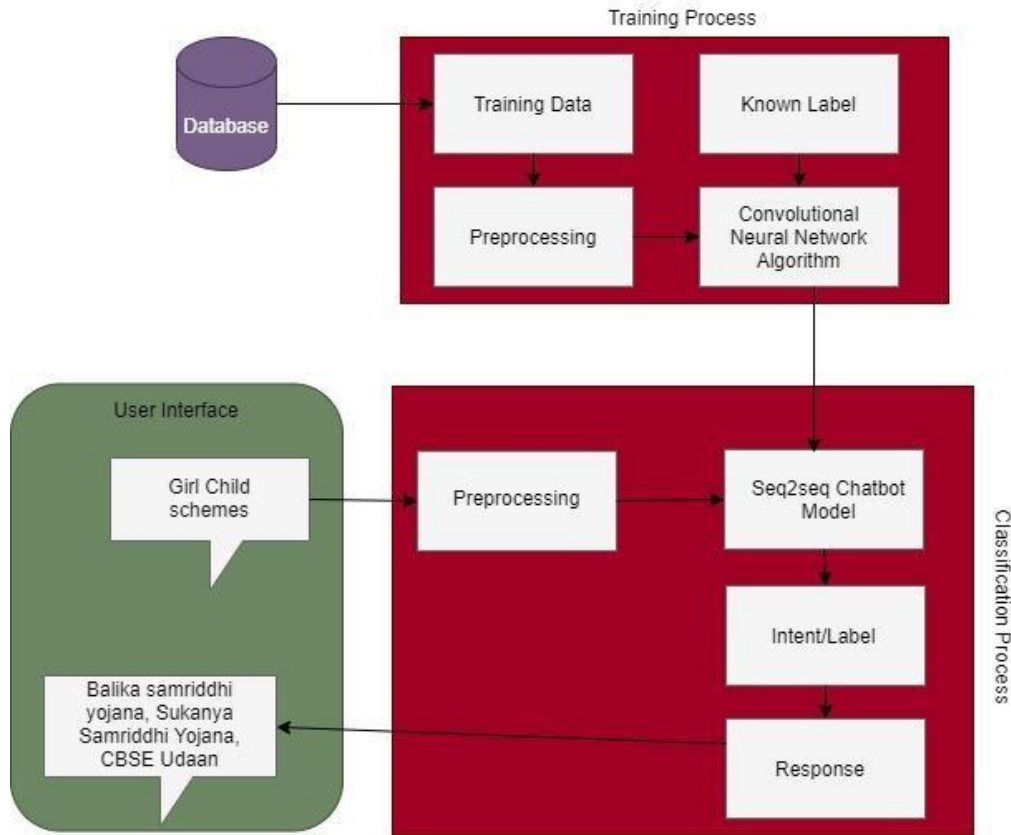 Training Process
Database
Training Data
Known Label
Preprocessing
Convolutional
Neural Network
Algorithm
User Interface
Girl Child
schemes
Preprocessing
Seq2seq Chatbot
Model
Intent/Label
Response
Balika samriddhi
yojana, Sukanya
Samriddhi Yojana,
CBSE Udaan
Classification Process